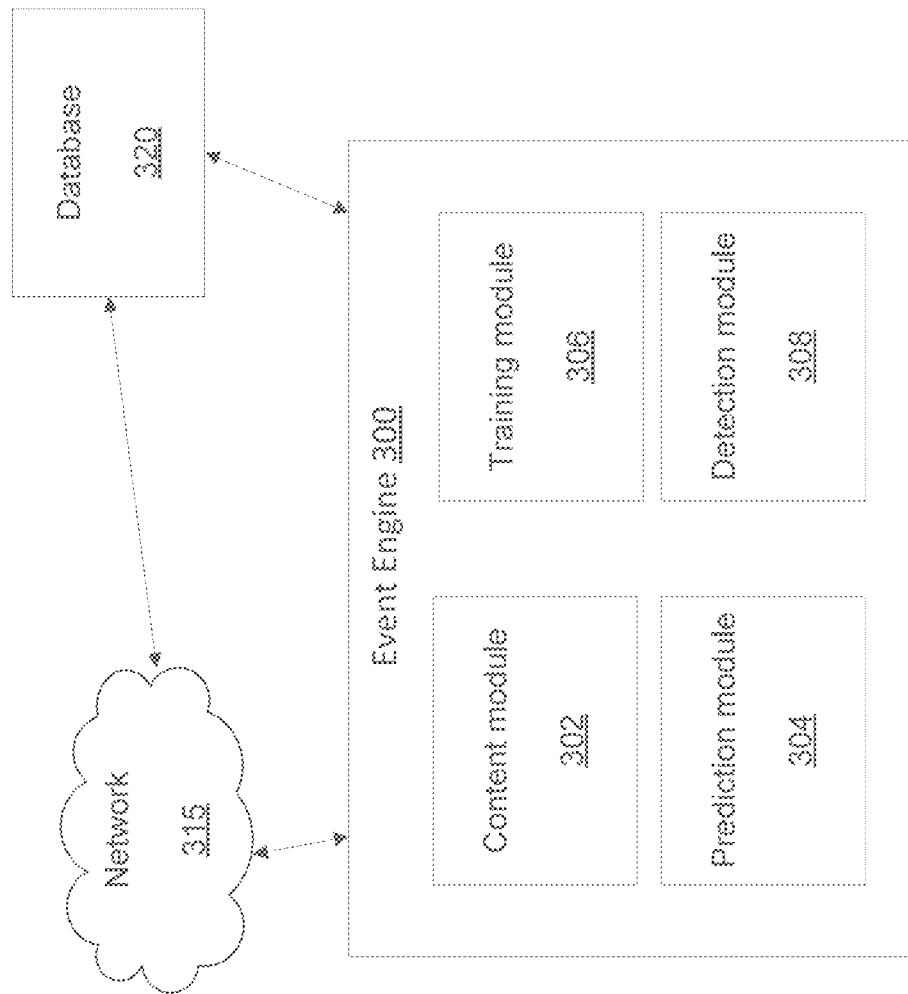 Network
315
Database
320
Event Engine 300
Content module
302
Training module
306
Prediction module
304
Detection module
308